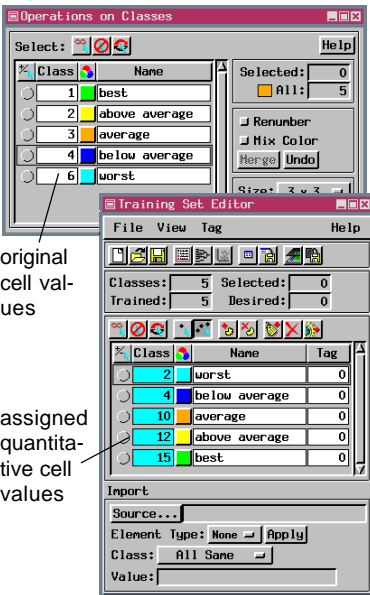 Operations on Classes
Select: Help
Class Name
1 best
2 above average
3 average
4 below average
6 worst
Selected: 0
All: 5
Renumber
Mix Color
Merge Undo
Size: 3 x 3
original
cell val-
ues
Training Set Editor
File View Tag Help
Classes: 5 Selected: 0
Trained: 5 Desired: 0
Class Name Tag
2 worst 0
4 below average 0
10 average 0
12 above average 0
15 best 0
assigned
quantita-
tive cell
values
Import
Source...
Element Type: None Apply
Class: All Same
Value: